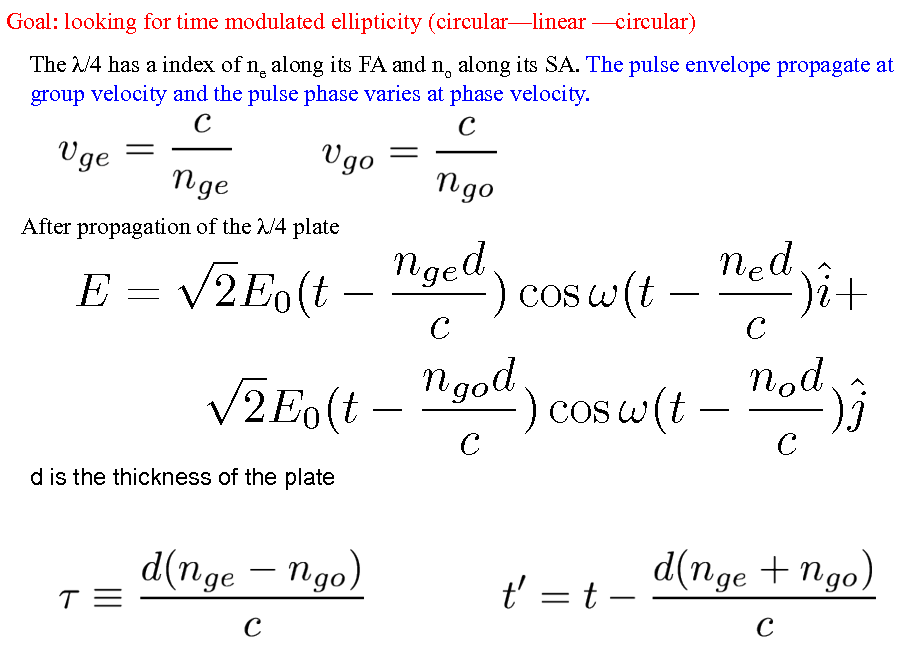 Goal: looking for time modulated ellipticity (circular—linear —circular)
The λ/4 has a index of nₑ along its FA and nₒ along its SA. The pulse envelope propagate at
group velocity and the pulse phase varies at phase velocity.
v_{ge} = \frac{c}{n_{ge}} v_{go} = \frac{c}{n_{go}}
After propagation of the λ/4 plate
E = \sqrt{2}E_0(t - \frac{n_{ge}d}{c}) \cos\omega(t - \frac{n_e d}{c})\hat{i}+
\sqrt{2}E_0(t - \frac{n_{go}d}{c}) \cos\omega(t - \frac{n_o d}{c})\hat{j}
d is the thickness of the plate
\tau \equiv \frac{d(n_{ge} - n_{go})}{c} t' = t - \frac{d(n_{ge} + n_{go})}{c}